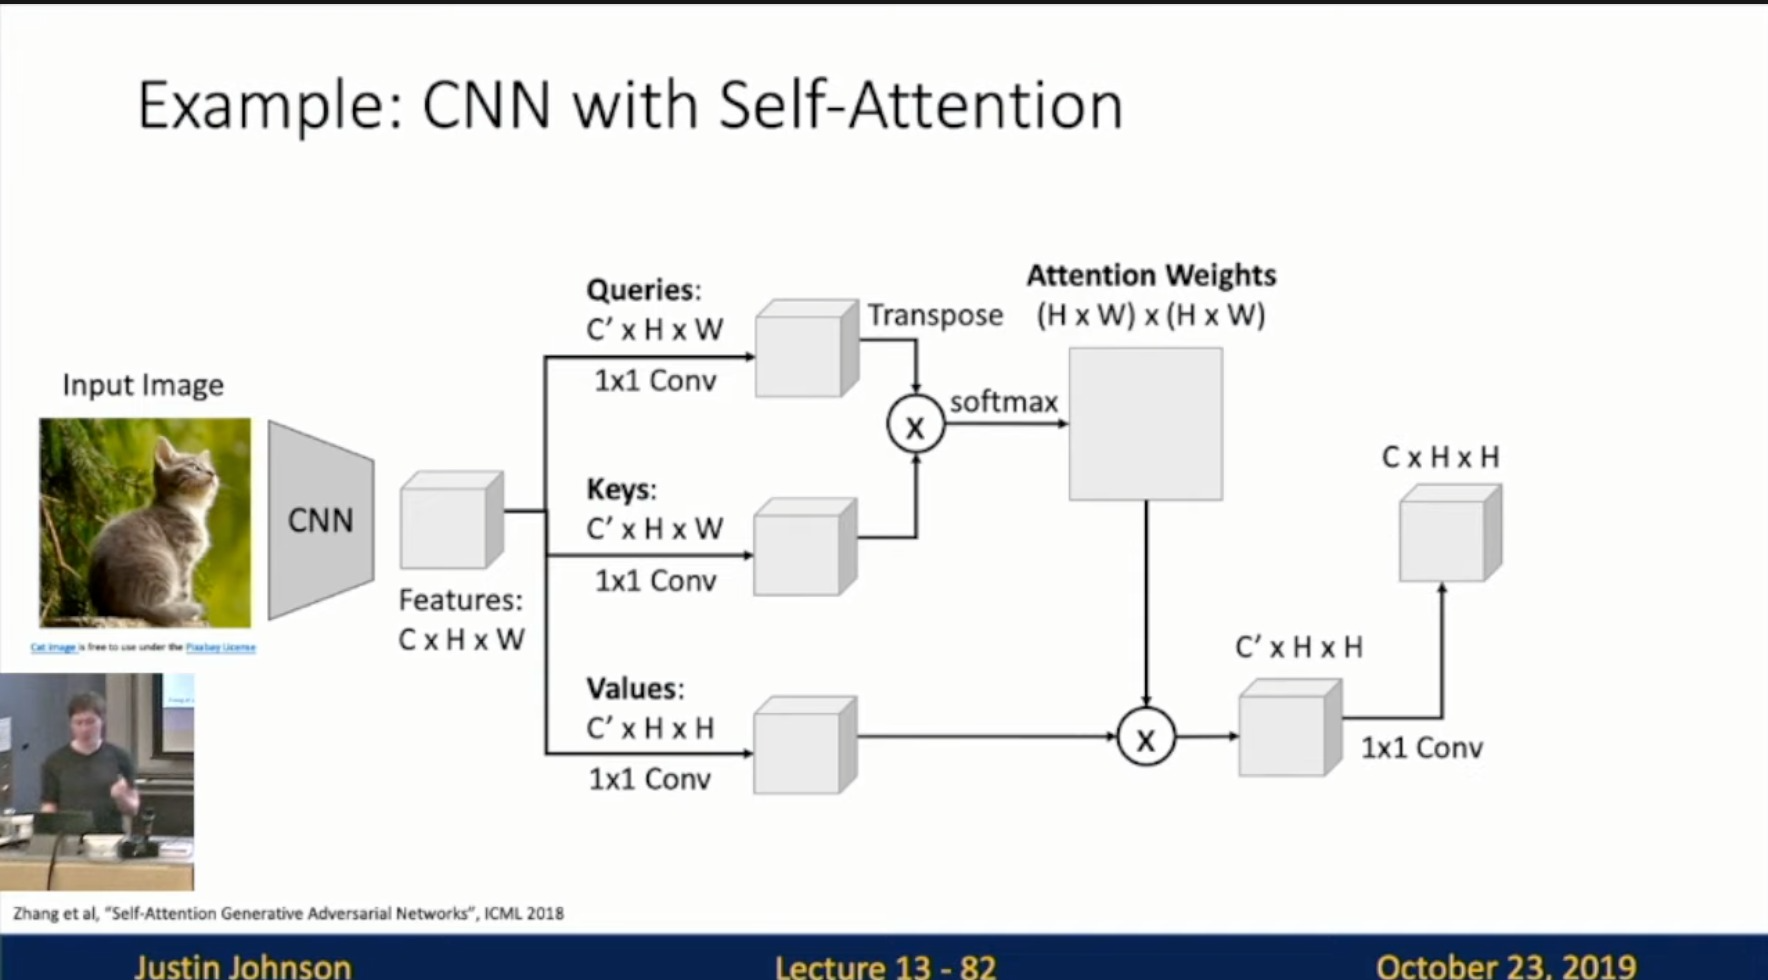 Example: CNN with Self-Attention
Input Image
CNN
Cat image is free to use under the Pixabay License
Features:
C x H x W
Queries:
C’ x H x W
1x1 Conv
Keys:
C’ x H x W
1x1 Conv
Values:
C’ x H x H
1x1 Conv
Transpose
X
softmax
Attention Weights
(H x W) x (H x W)
X
C’ x H x H
1x1 Conv
C x H x H
Zhang et al, “Self-Attention Generative Adversarial Networks”, ICML 2018
Justin Johnson
Lecture 13 - 82
October 23, 2019